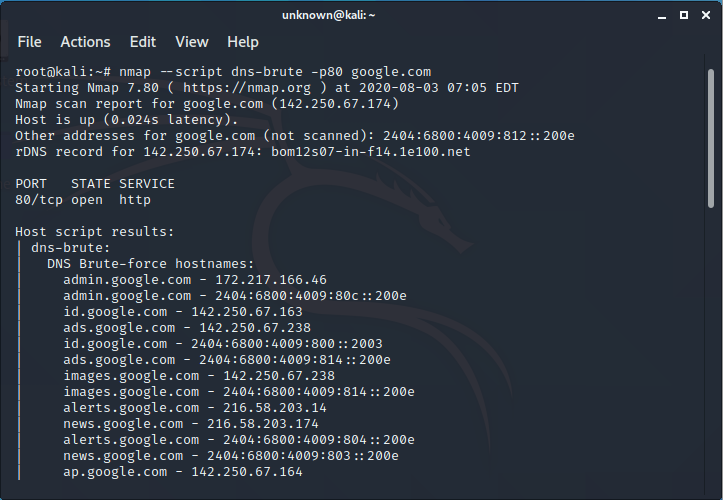 unknown@kali: ~
File Actions Edit View Help
root@kali:~# nmap --script dns-brute -p80 google.com
Starting Nmap 7.80 ( https://nmap.org ) at 2020-08-03 07:05 EDT
Nmap scan report for google.com (142.250.67.174)
Host is up (0.024s latency).
Other addresses for google.com (not scanned): 2404:6800:4009:812::200e
rDNS record for 142.250.67.174: bom12s07-in-f14.1e100.net
PORT   STATE SERVICE
80/tcp open  http
Host script results:
| dns-brute:
|   DNS Brute-force hostnames:
|     admin.google.com - 172.217.166.46
|     admin.google.com - 2404:6800:4009:80c::200e
|     id.google.com - 142.250.67.163
|     ads.google.com - 142.250.67.238
|     id.google.com - 2404:6800:4009:800::2003
|     ads.google.com - 2404:6800:4009:814::200e
|     images.google.com - 142.250.67.238
|     images.google.com - 2404:6800:4009:814::200e
|     alerts.google.com - 216.58.203.14
|     news.google.com - 216.58.203.174
|     alerts.google.com - 2404:6800:4009:804::200e
|     news.google.com - 2404:6800:4009:803::200e
|     ap.google.com - 142.250.67.164